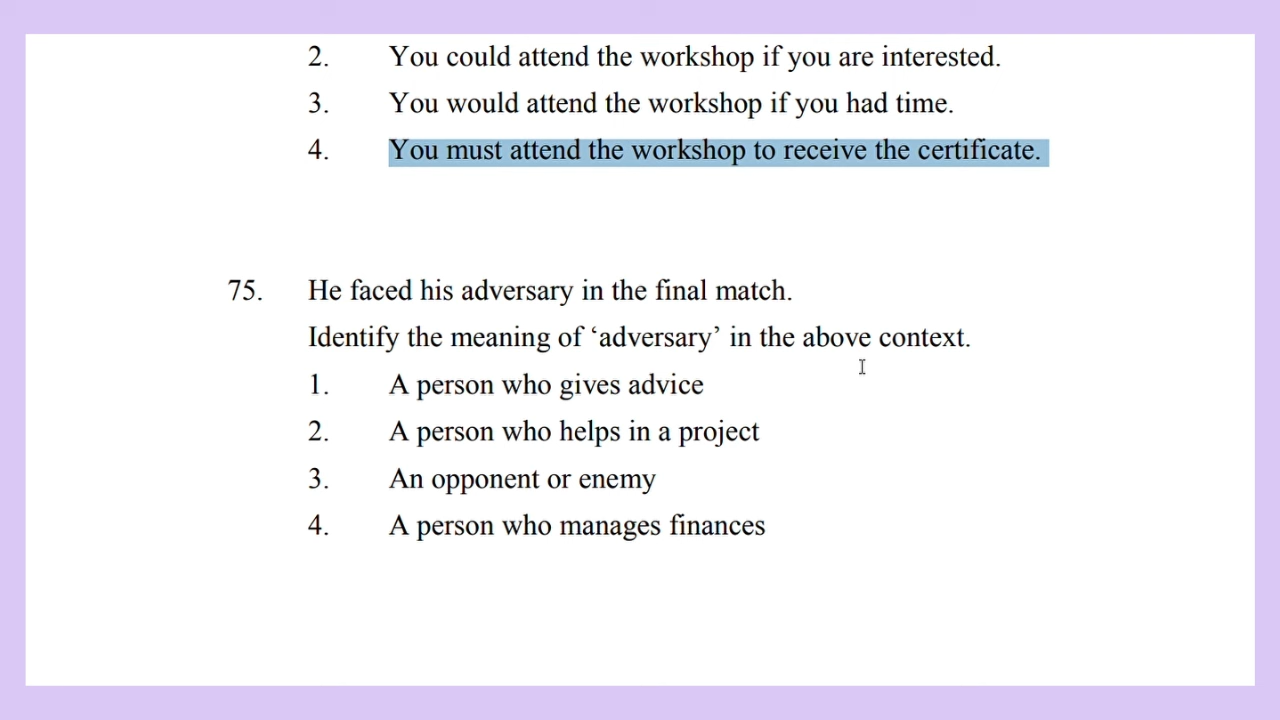 2. You could attend the workshop if you are interested.
3. You would attend the workshop if you had time.
4. You must attend the workshop to receive the certificate.
75. He faced his adversary in the final match.
Identify the meaning of ‘adversary’ in the above context.
1. A person who gives advice
2. A person who helps in a project
3. An opponent or enemy
4. A person who manages finances